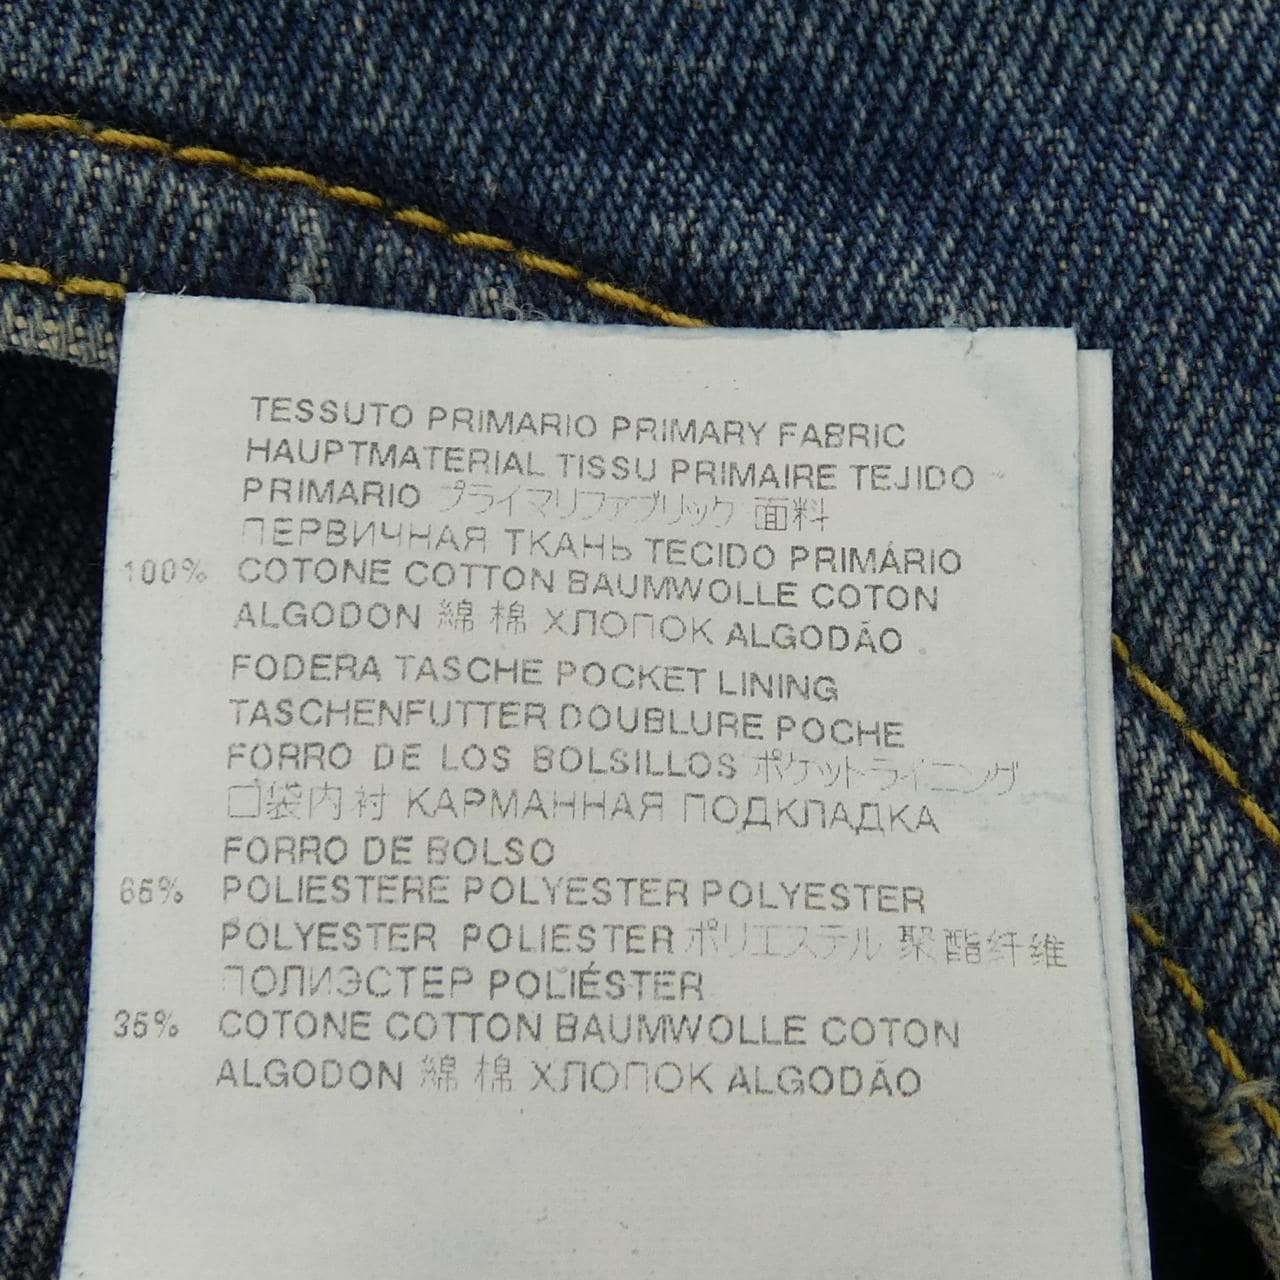 TESSUTO PRIMARIO PRIMARY FABRIC
HAUPTMATERIAL TISSU PRIMAIRE TEJIDO
PRIMARIO プライマリファブリック 面料
ПЕРВИЧНАЯ ТКАНЬ TECIDO PRIMÁRIO
100% COTONE COTTON BAUMWOLLE COTON
ALGODON 綿 棉 ХЛОПОК ALGODÃO
FODERA TASCHE POCKET LINING
TASCHENFUTTER DOUBLURE POCHE
FORRO DE LOS BOLSILLOS ポケットライニング
口袋内衬 КАРМАННАЯ ПОДКЛАДКА
FORRO DE BOLSO
65% POLIESTERE POLYESTER POLYESTER
POLYESTER POLIESTER ポリエステル 聚酯纤维
ПОЛИЭСТЕР POLIÉSTER
35% COTONE COTTON BAUMWOLLE COTON
ALGODON 綿 棉 ХЛОПОК ALGODÃO